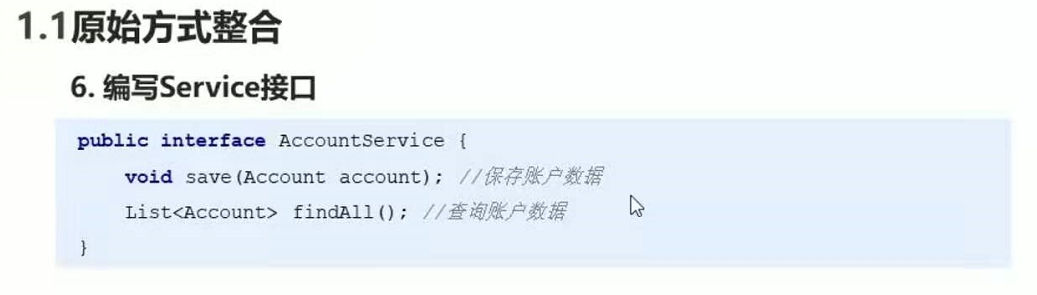 1.1原始方式整合
6. 编写Service接口
public interface AccountService {
void save(Account account); //保存账户数据
List<Account> findAll(); //查询账户数据
}